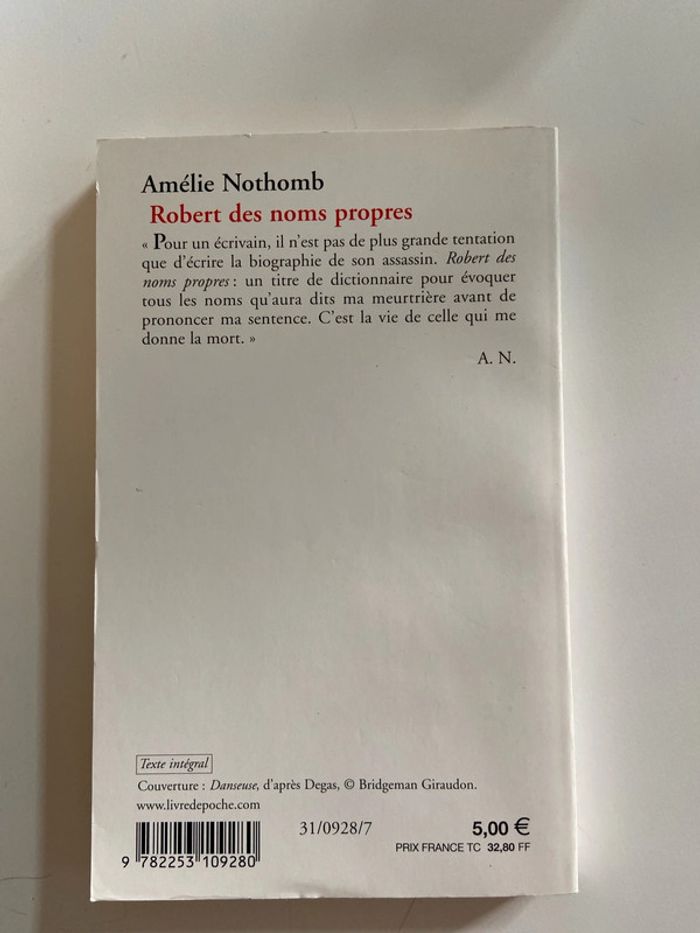 Amélie Nothomb
Robert des noms propres
« Pour un écrivain, il n’est pas de plus grande tentation
que d’écrire la biographie de son assassin. Robert des
noms propres : un titre de dictionnaire pour évoquer
tous les noms qu’aura dits ma meurtrière avant de
prononcer ma sentence. C’est la vie de celle qui me
donne la mort. »
A. N.
Texte intégral
Couverture : Danseuse, d’après Degas, © Bridgeman Giraudon.
www.livredepoche.com
31/0928/7
5,00 €
PRIX FRANCE TC 32,80 FF
9 782253 109280